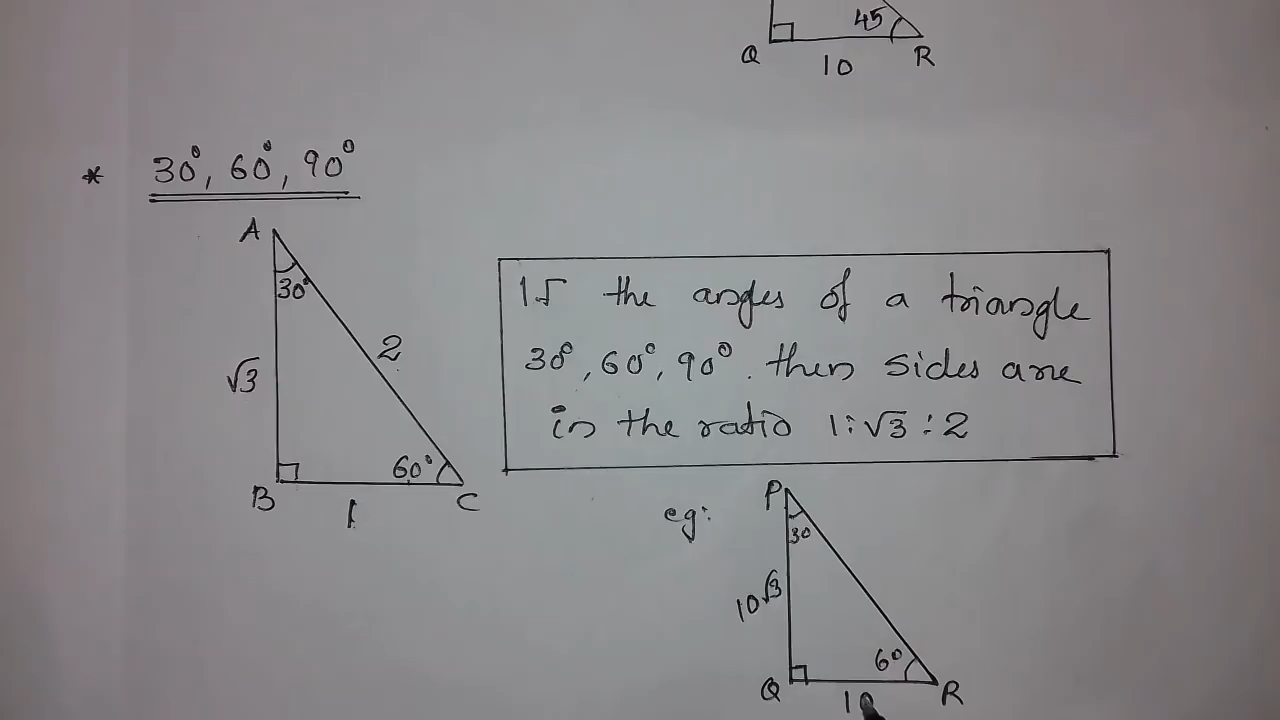 45
Q
10
R
* 30°, 60°, 90°
A
30°
2
√3
60°
B
1
C
If the angles of a triangle
30°, 60°, 90°. then sides are
in the ratio 1:√3:2
eg:
P
30
10√3
60
Q
10
R